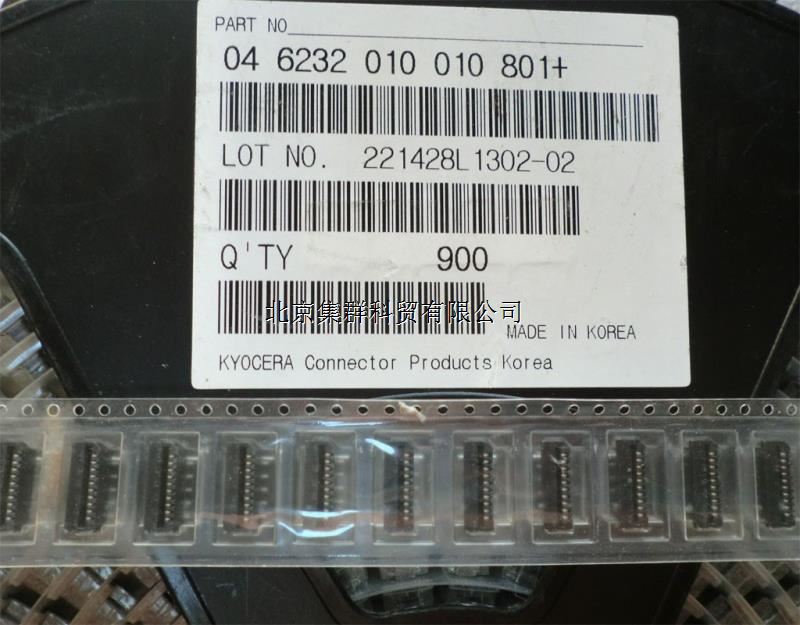 PART NO
04 6232 010 010 801+
LOT NO. 221428L1302-02
Q'TY 900
北京集群科贸有限公司
MADE IN KOREA
KYOCERA Connector Products Korea